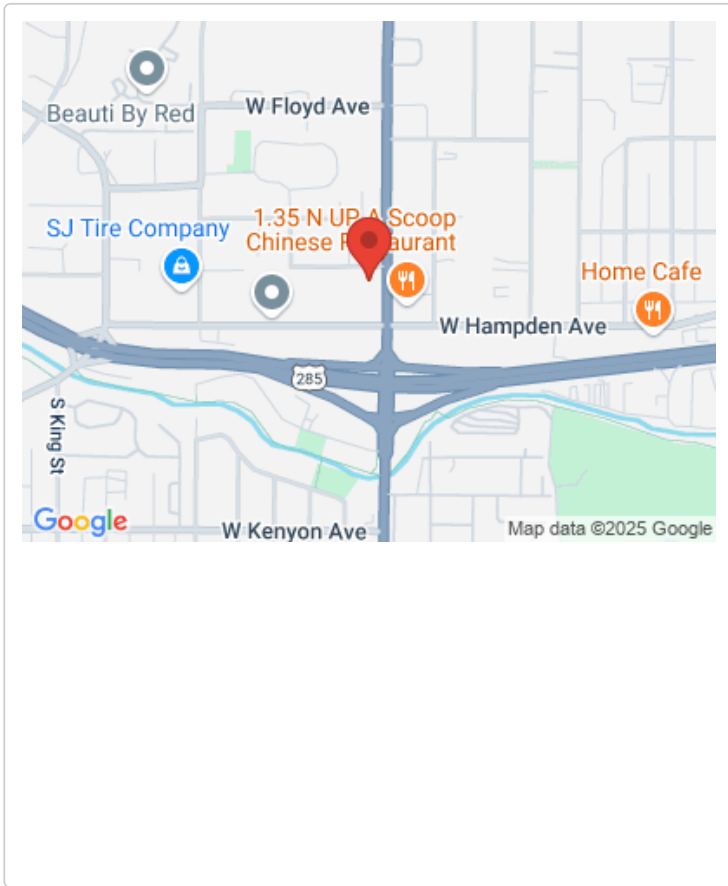 W Floyd Ave
Beauti By Red
1.35 N UP A Scoop
Chinese Restaurant
SJ Tire Company
Home Cafe
W Hampden Ave
285
S King St
Google
W Kenyon Ave
Map data ©2025 Google